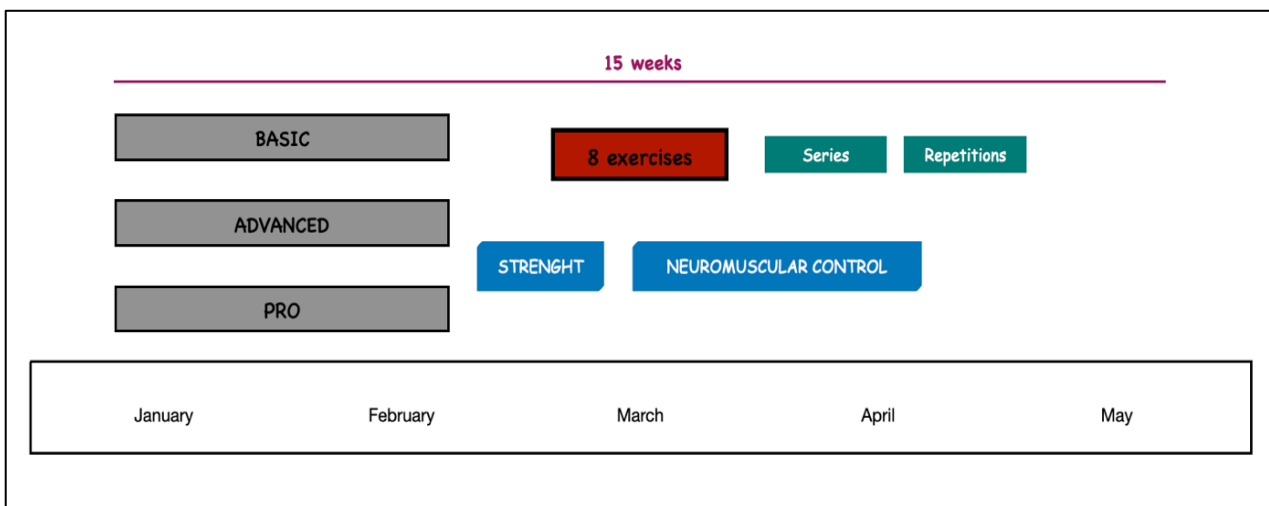 15 weeks
BASIC
8 exercises
Series
Repetitions
ADVANCED
STRENGHT
NEUROMUSCULAR CONTROL
PRO
January
February
March
April
May